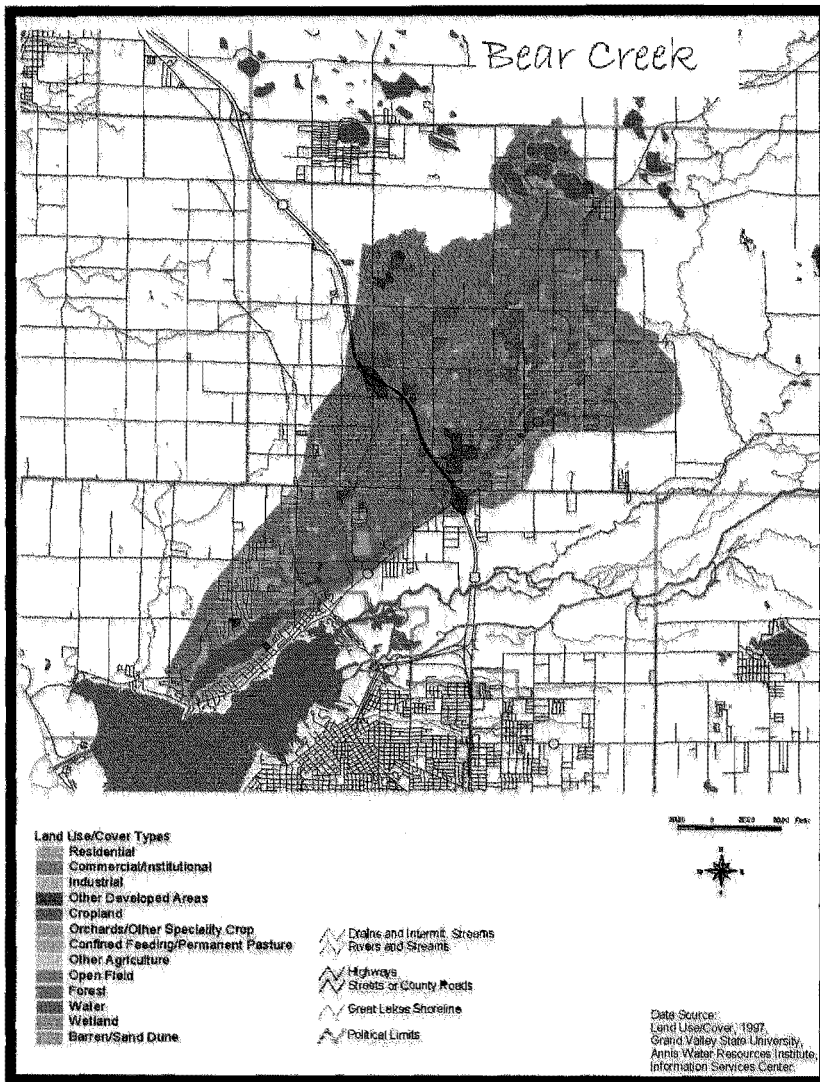 Bear Creek
Land Use/Cover Types
Residential
Commercial/Institutional
Industrial
Other Developed Areas
Cropland
Orchards/Other Speciality Crop
Confined Feeding/Permanent Pasture
Other Agriculture
Open Field
Forest
Water
Wetland
Barren/Sand Dune
Drains and Intermit. Streams
Rivers and Streams
Highways
Streets or County Roads
Great Lakes Shoreline
Political Limits
0
Data Source:
Land Use/Cover, 1997,
Grand Valley State University,
Annis Water Resources Institute,
Information Services Center.